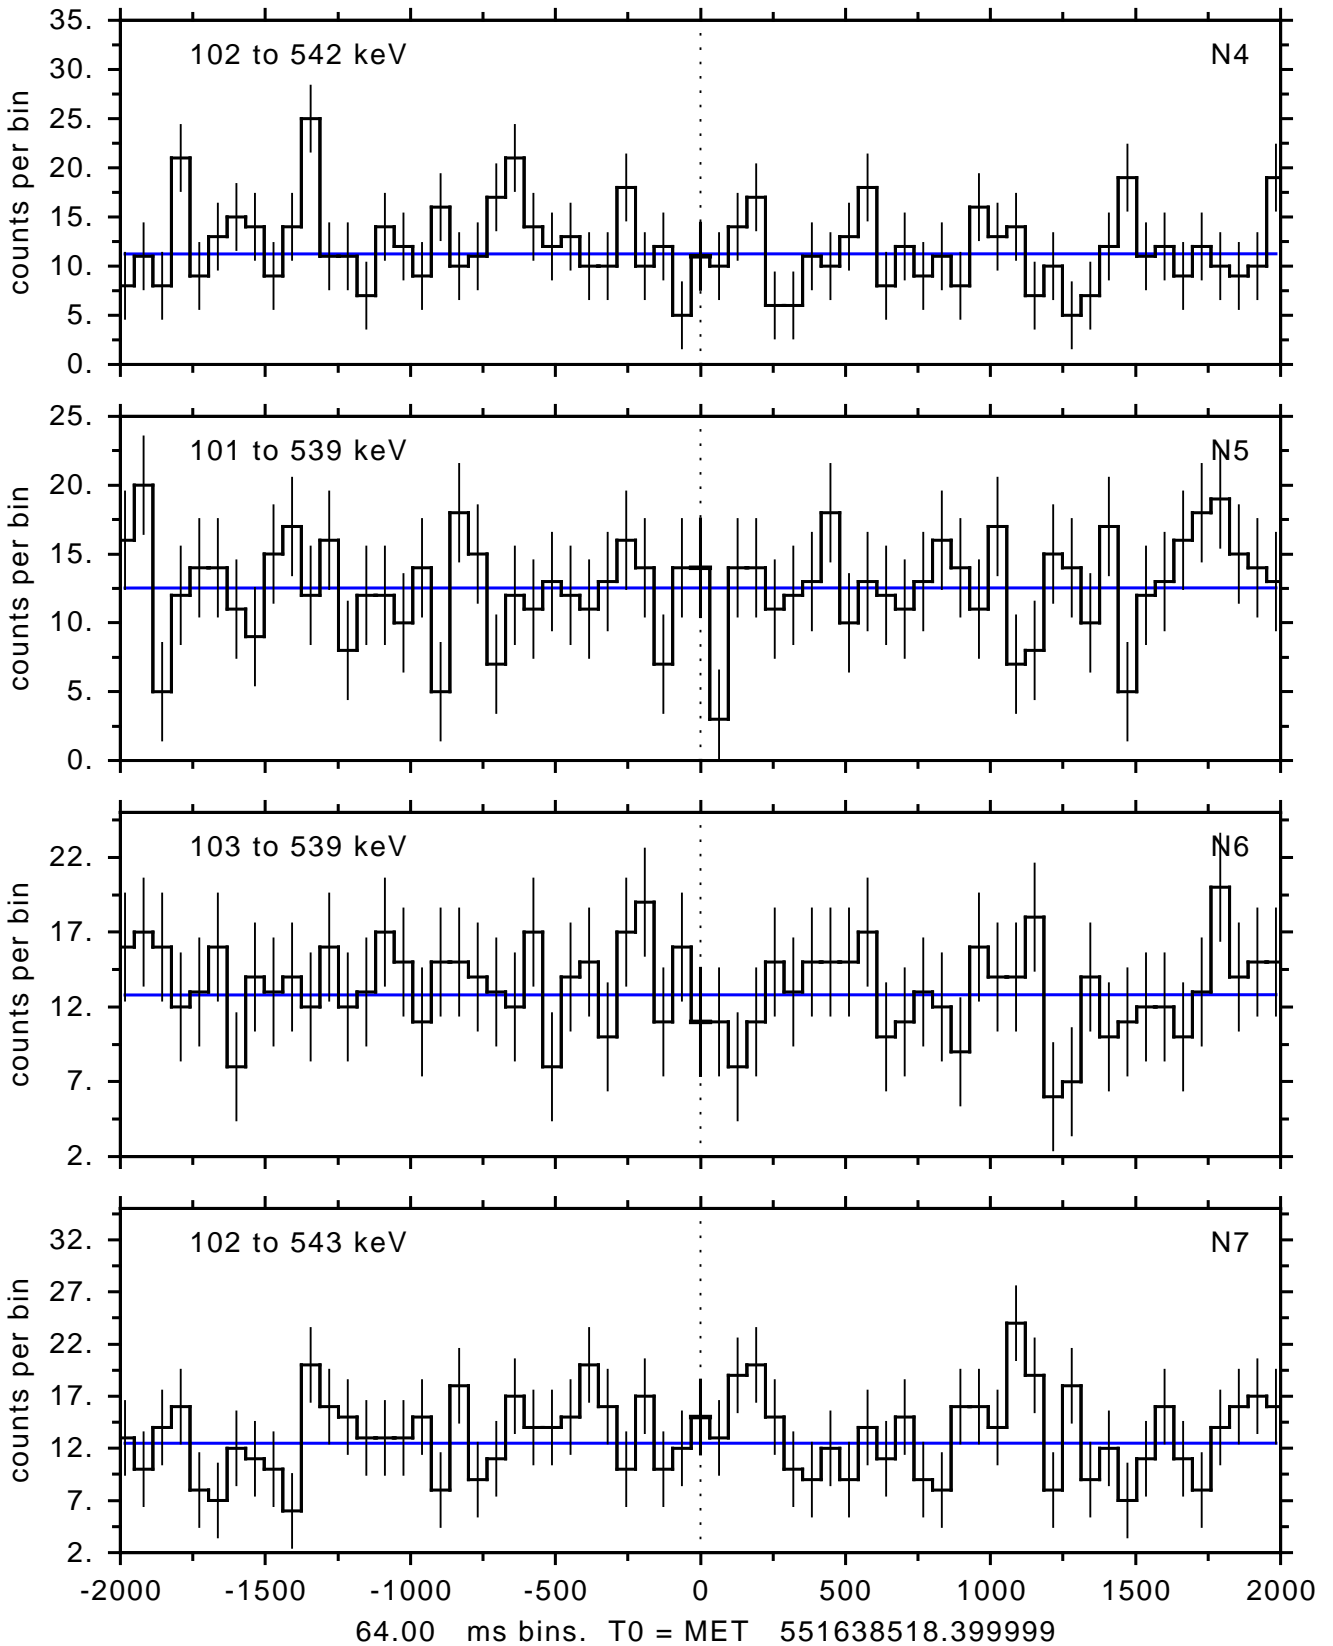 35.
30.
25.
20.
15.
10.
5.
0.
counts per bin
102 to 542 keV
N4
25.
20.
15.
10.
5.
0.
counts per bin
101 to 539 keV
N5
22.
17.
12.
7.
2.
counts per bin
103 to 539 keV
N6
32.
27.
22.
17.
12.
7.
2.
counts per bin
102 to 543 keV
N7
-2000 -1500 -1000 -500 0 500 1000 1500 2000
64.00 ms bins. T0 = MET 551638518.399999